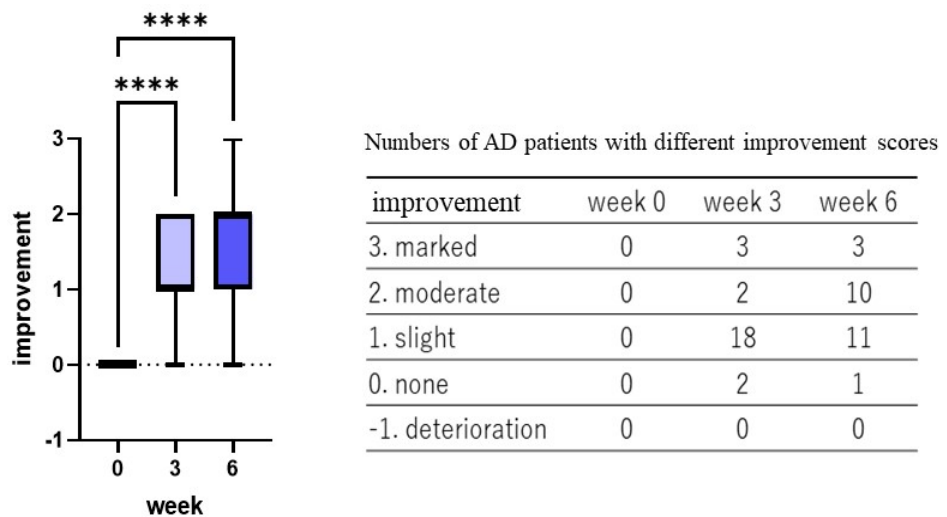 ****
****
3
2
1
0
-1
improvement
0 3 6
week
Numbers of AD patients with different improvement scores
improvement week 0 week 3 week 6
3. marked 0 3 3
2. moderate 0 2 10
1. slight 0 18 11
0. none 0 2 1
-1. deterioration 0 0 0